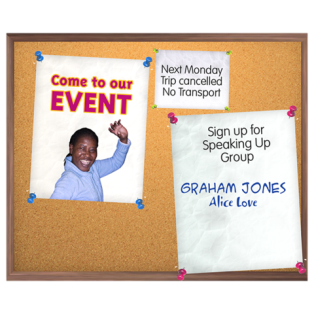 Come to our
EVENT
Next Monday
Trip cancelled
No Transport
Sign up for
Speaking Up
Group
GRAHAM JONES
Alice Love